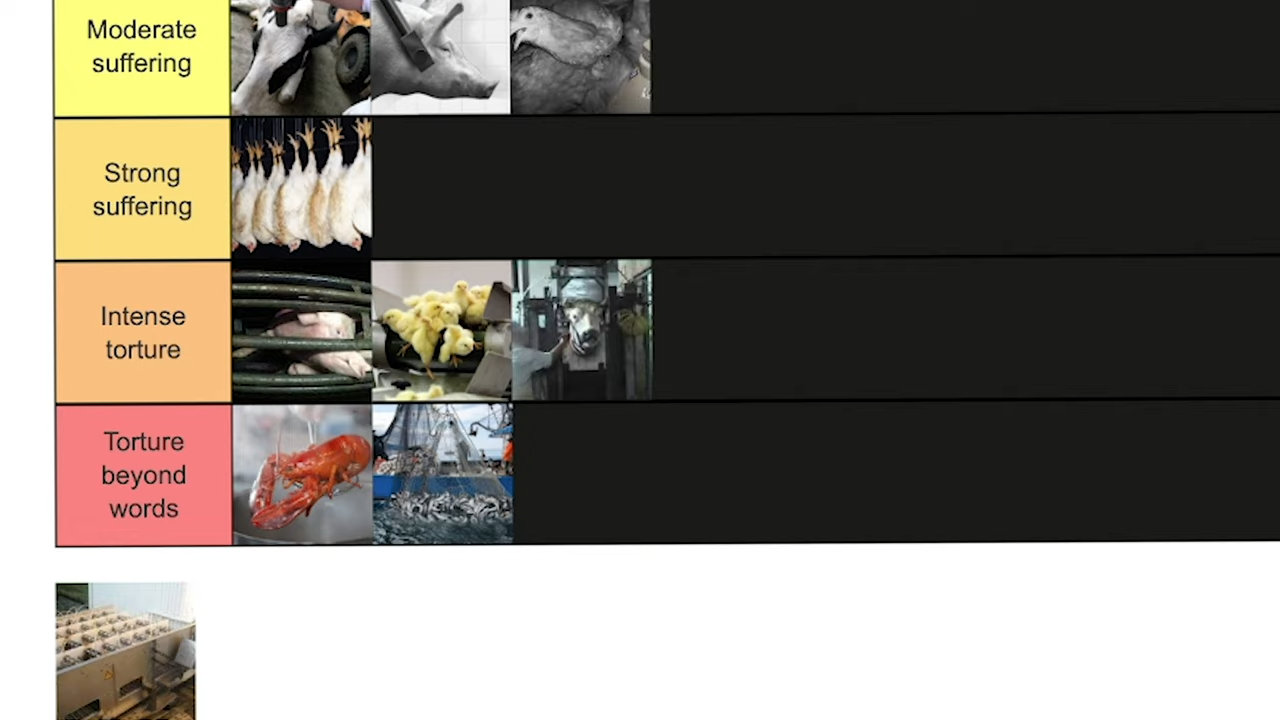 Moderate
suffering
Strong
suffering
Intense
torture
Torture
beyond
words